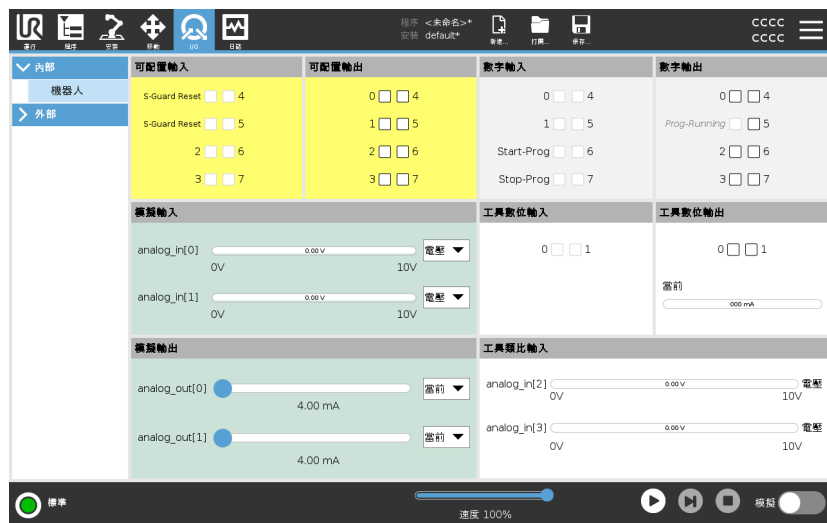 UR
運行 程序 安裝 移動 I/O 日誌
程序 <未命名>*
安裝 default*
新建... 打開... 保存...
cccc
cccc
內部
機器人
外部
可配置輸入
S-Guard Reset 4
S-Guard Reset 5
2 6
3 7
可配置輸出
0 4
1 5
2 6
3 7
數字輸入
0 4
1 5
Start-Prog 6
Stop-Prog 7
數字輸出
0 4
Prog-Running 5
2 6
3 7
模擬輸入
analog_in[0] 0.00 V 電壓
0V 10V
analog_in[1] 0.00 V 電壓
0V 10V
工具數位輸入
0 1
工具數位輸出
0 1
當前
000 mA
模擬輸出
analog_out[0] 當前
4.00 mA
analog_out[1] 當前
4.00 mA
工具類比輸入
analog_in[2] 0.00 V 電壓
0V 10V
analog_in[3] 0.00 V 電壓
0V 10V
標準
速度 100%
模擬